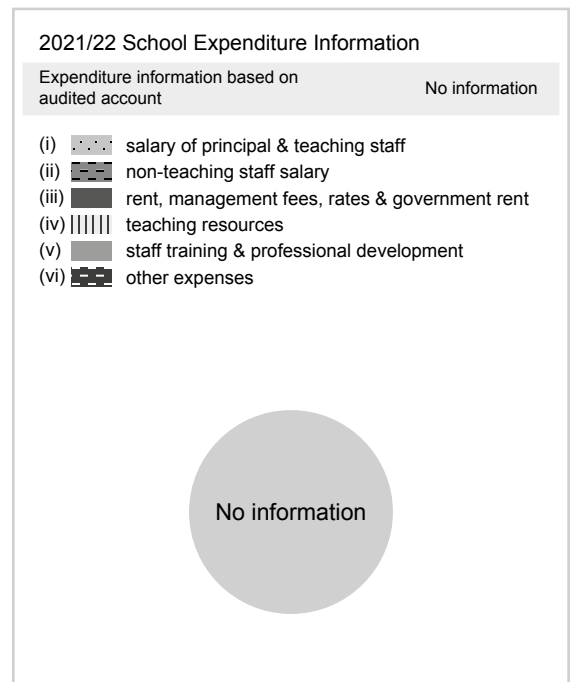 2021/22 School Expenditure Information
Expenditure information based on
audited account
No information
(i) salary of principal & teaching staff
(ii) non-teaching staff salary
(iii) rent, management fees, rates & government rent
(iv) teaching resources
(v) staff training & professional development
(vi) other expenses
No information